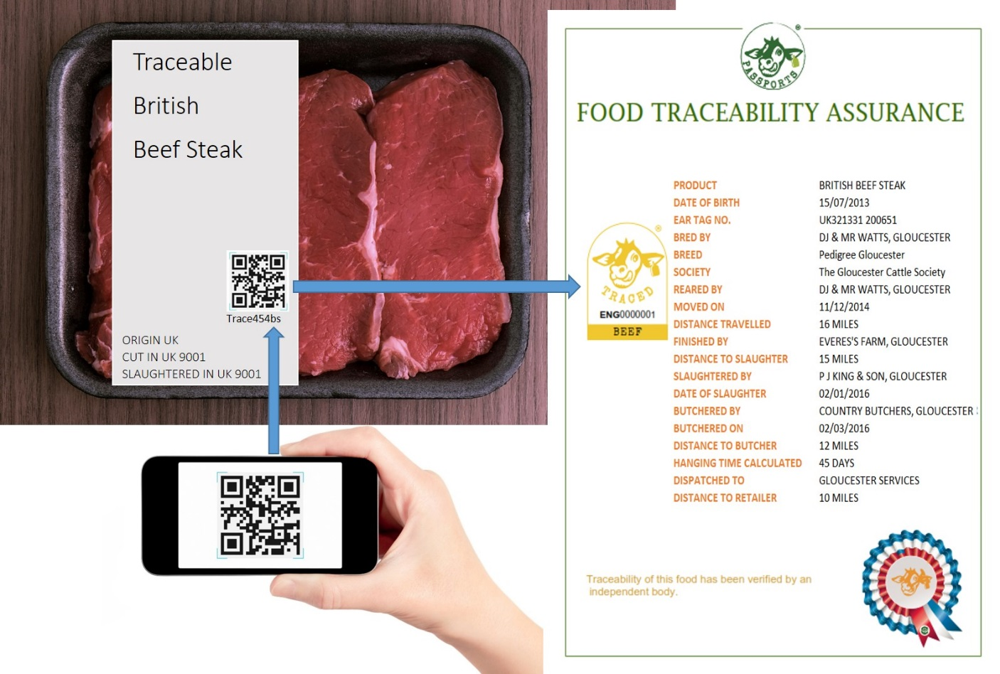 Traceable
British
Beef Steak
Trace454bs
ORIGIN UK
CUT IN UK 9001
SLAUGHTERED IN UK 9001
®
PASSPORTS
FOOD TRACEABILITY ASSURANCE
PRODUCT BRITISH BEEF STEAK
DATE OF BIRTH 15/07/2013
EAR TAG NO. UK321331 200651
BRED BY DJ & MR WATTS, GLOUCESTER
BREED Pedigree Gloucester
SOCIETY The Gloucester Cattle Society
REARED BY DJ & MR WATTS, GLOUCESTER
MOVED ON 11/12/2014
DISTANCE TRAVELLED 16 MILES
FINISHED BY EVERES'S FARM, GLOUCESTER
DISTANCE TO SLAUGHTER 15 MILES
SLAUGHTERED BY P J KING & SON, GLOUCESTER
DATE OF SLAUGHTER 02/01/2016
BUTCHERED BY COUNTRY BUTCHERS, GLOUCESTER
BUTCHERED ON 02/03/2016
DISTANCE TO BUTCHER 12 MILES
HANGING TIME CALCULATED 45 DAYS
DISPATCHED TO GLOUCESTER SERVICES
DISTANCE TO RETAILER 10 MILES
®
TRACED
ENG0000001
BEEF
Traceability of this food has been verified by an
independent body.